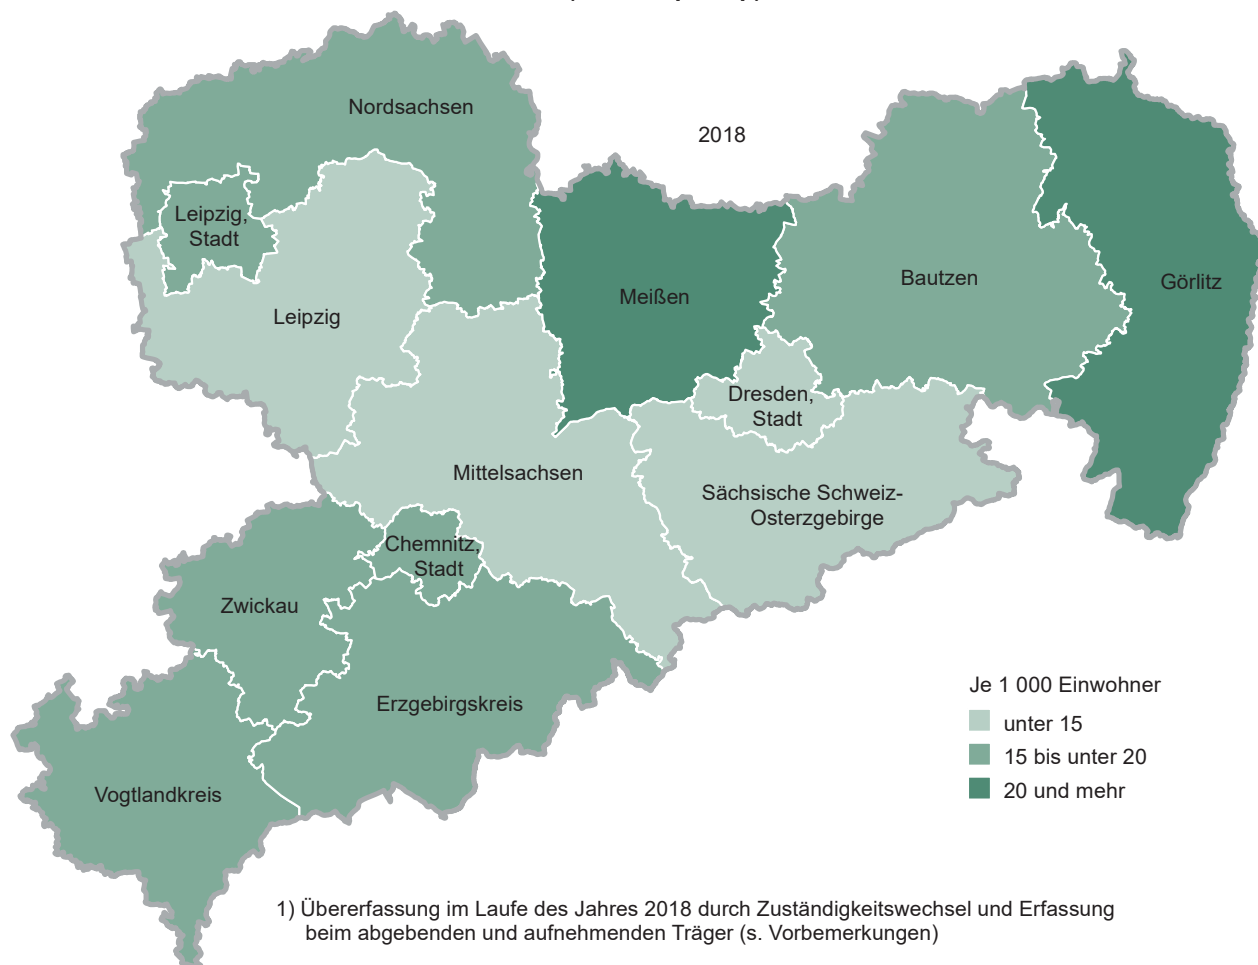 Nordsachsen
2018
Leipzig,
Stadt
Bautzen
Görlitz
Meißen
Leipzig
Dresden,
Stadt
Mittelsachsen
Sächsische Schweiz-
Osterzgebirge
Chemnitz,
Stadt
Zwickau
Erzgebirgskreis
Vogtlandkreis
Je 1 000 Einwohner
unter 15
15 bis unter 20
20 und mehr
1) Übererfassung im Laufe des Jahres 2018 durch Zuständigkeitswechsel und Erfassung
beim abgebenden und aufnehmenden Träger (s. Vorbemerkungen)